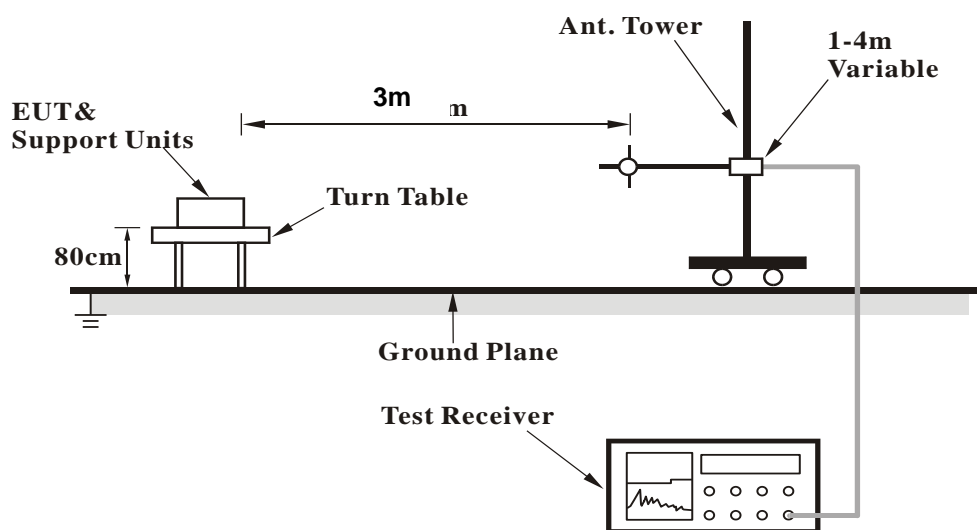 Ant. Tower
1-4m
Variable
3m
m
EUT&
Support Units
Turn Table
80cm
Ground Plane
Test Receiver